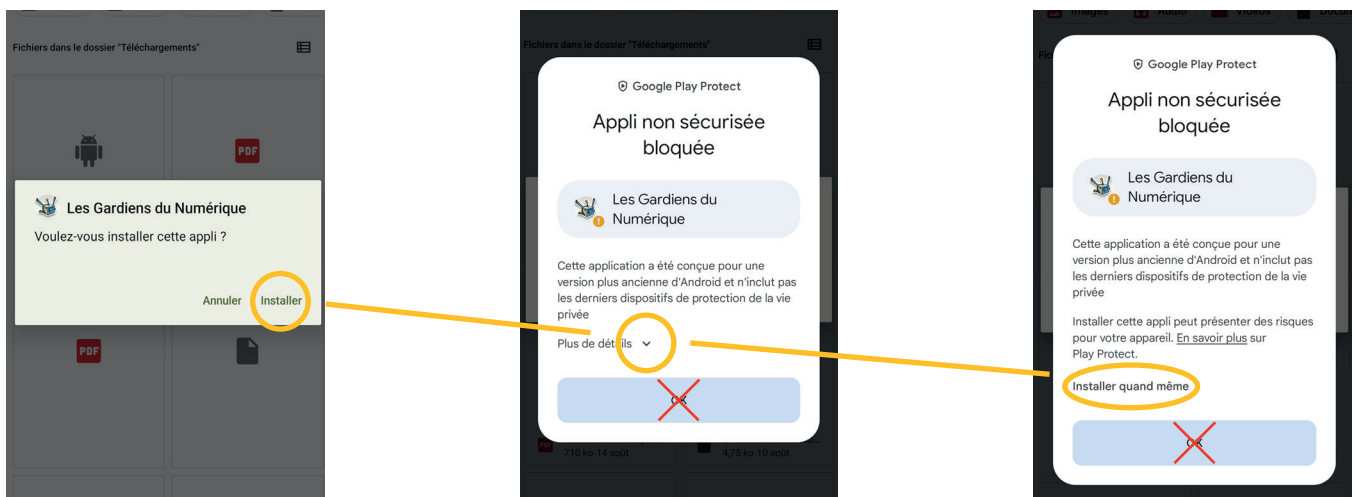 Fichiers dans le dossier "Téléchargements"
PDF
Les Gardiens du Numérique
Voulez-vous installer cette appli ?
Annuler Installer
PDF
Fichiers dans le dossier "Téléchargements"
Google Play Protect
Appli non sécurisée
bloquée
Les Gardiens du
Numérique
Cette application a été conçue pour une
version plus ancienne d'Android et n'inclut pas
les derniers dispositifs de protection de la vie
privée
Plus de détails
OK
PDF
710 ko 14 août 4,75 ko 10 août
Images Audio Vidéos
Google Play Protect
Appli non sécurisée
bloquée
Les Gardiens du
Numérique
Cette application a été conçue pour une
version plus ancienne d'Android et n'inclut pas
les derniers dispositifs de protection de la vie
privée
Installer cette appli peut présenter des risques
pour votre appareil. En savoir plus sur
Play Protect.
Installer quand même
OK